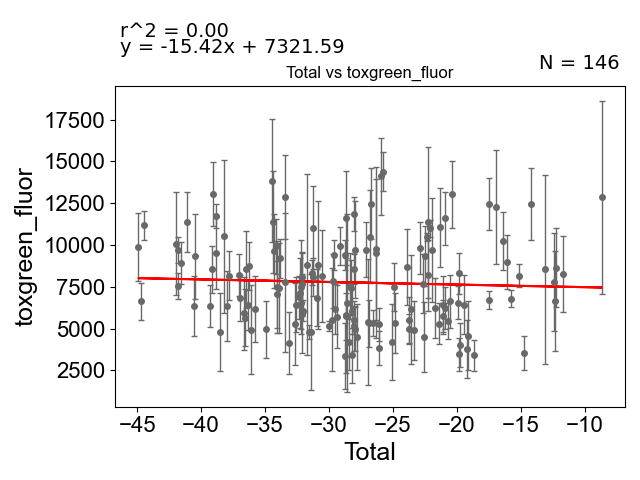 r^2 = 0.00
y = -15.42x + 7321.59
N = 146
Total vs toxgreen_fluor
toxgreen_fluor
17500
15000
12500
10000
7500
5000
2500
−45 −40 −35 −30 −25 −20 −15 −10
Total